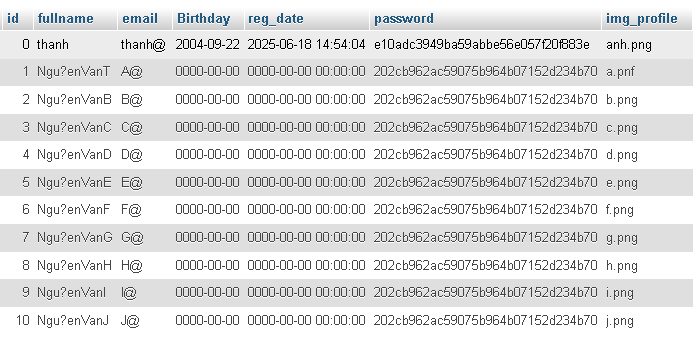 id fullname email Birthday reg_date password img_profile
0 thanh thanh@ 2004-09-22 2025-06-18 14:54:04 e10adc3949ba59abbe56e057f20f883e anh.png
1 Ngu?enVanT A@ 0000-00-00 0000-00-00 00:00:00 202cb962ac59075b964b07152d234b70 a.pnf
2 Ngu?enVanB B@ 0000-00-00 0000-00-00 00:00:00 202cb962ac59075b964b07152d234b70 b.png
3 Ngu?enVanC C@ 0000-00-00 0000-00-00 00:00:00 202cb962ac59075b964b07152d234b70 c.png
4 Ngu?enVanD D@ 0000-00-00 0000-00-00 00:00:00 202cb962ac59075b964b07152d234b70 d.png
5 Ngu?enVanE E@ 0000-00-00 0000-00-00 00:00:00 202cb962ac59075b964b07152d234b70 e.png
6 Ngu?enVanF F@ 0000-00-00 0000-00-00 00:00:00 202cb962ac59075b964b07152d234b70 f.png
7 Ngu?enVanG G@ 0000-00-00 0000-00-00 00:00:00 202cb962ac59075b964b07152d234b70 g.png
8 Ngu?enVanH H@ 0000-00-00 0000-00-00 00:00:00 202cb962ac59075b964b07152d234b70 h.png
9 Ngu?enVanI I@ 0000-00-00 0000-00-00 00:00:00 202cb962ac59075b964b07152d234b70 i.png
10 Ngu?enVanJ J@ 0000-00-00 0000-00-00 00:00:00 202cb962ac59075b964b07152d234b70 j.png